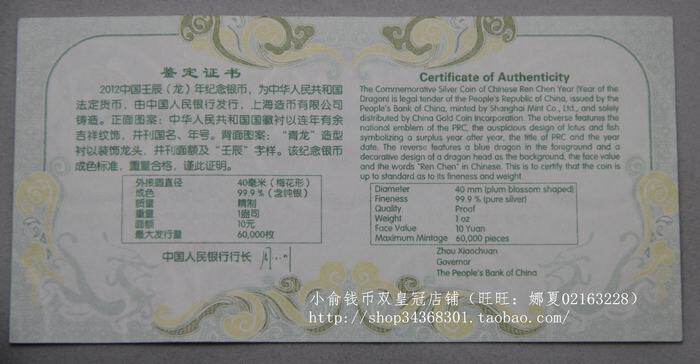 鉴定证书
2012中国壬辰（龙）年纪念银币，为中华人民共和国
法定货币，由中国人民银行发行，上海造币有限公司
铸造。正面图案：中华人民共和国国徽衬以连年有余
吉祥纹饰，并刊国名、年号。背面图案：“青龙”造型
衬以装饰龙头，并刊面额及“壬辰”字样。该纪念银币
成色标准，重量合格，谨此证明。
外接圆直径 40毫米（梅花形）
成色 99.9%（含纯银）
质量 精制
重量 1盎司
面额 10元
最大发行量 60,000枚
中国人民银行行长
Certificate of Authenticity
The Commemorative Silver Coin of Chinese Ren Chen Year (Year of the
Dragon) is legal tender of the People's Republic of China, issued by the
People's Bank of China, minted by Shanghai Mint Co., Ltd., and solely
distributed by China Gold Coin Incorporation. The obverse features the
national emblem of the PRC, the auspicious design of lotus and fish
symbolizing a surplus year after year, the title of PRC and the year
date. The reverse features a blue dragon in the foreground and a
decorative design of a dragon head as the background, the face value
and the words "Ren Chen" in Chinese. This is to certify that the coin is
up to standard as to its fineness and weight.
Diameter 40 mm (plum blossom shaped)
Fineness 99.9% (pure silver)
Quality Proof
Weight 1 oz
Face Value 10 Yuan
Maximum Mintage 60,000 pieces
Zhou Xiaochuan
Governor
The People's Bank of China
小俞钱币双皇冠店铺（旺旺：娜夏02163228）
http://shop34368301.taobao.com/